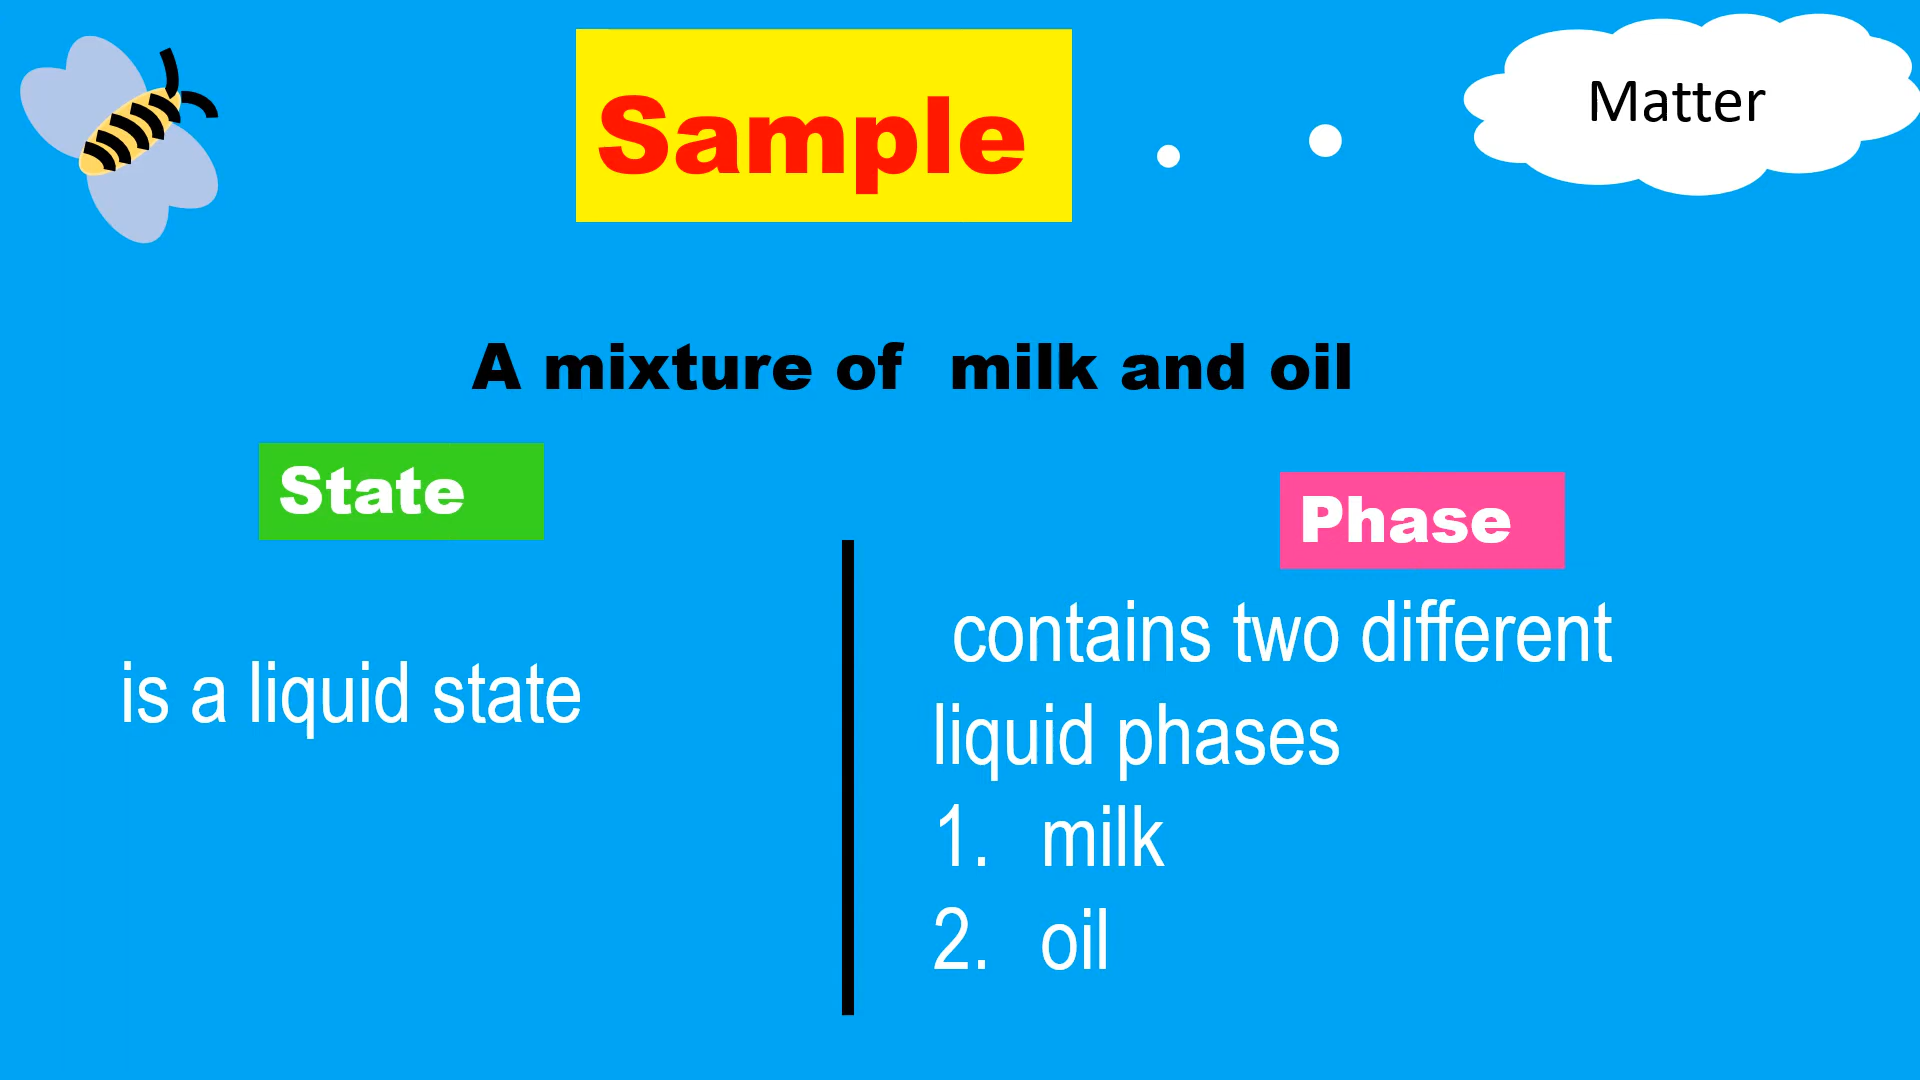 Sample
Matter
A mixture of milk and oil
State
Phase
is a liquid state
contains two different
liquid phases
1. milk
2. oil